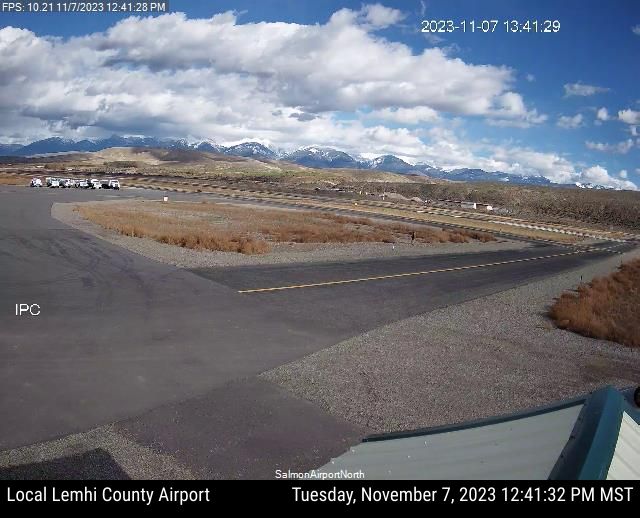 FPS: 10.21 11/7/2023 12:41:28 PM MST
2023-11-07 13:41:29
IPC
SalmonAirportNorth
Local Lemhi County Airport
Tuesday, November 7, 2023 12:41:32 PM MST